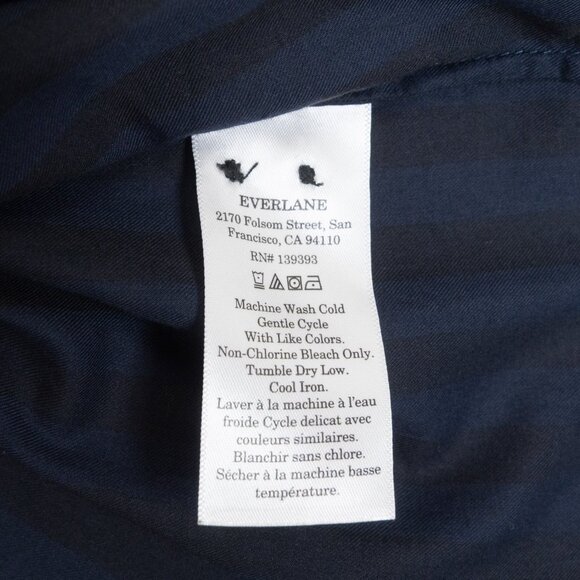 EVERLANE
2170 Folsom Street, San
Francisco, CA 94110
RN# 139393
Machine Wash Cold
Gentle Cycle
With Like Colors.
Non-Chlorine Bleach Only.
Tumble Dry Low.
Cool Iron.
Laver à la machine à l'eau
froide Cycle delicat avec
couleurs similaires.
Blanchir sans chlore.
Sécher à la machine basse
température.